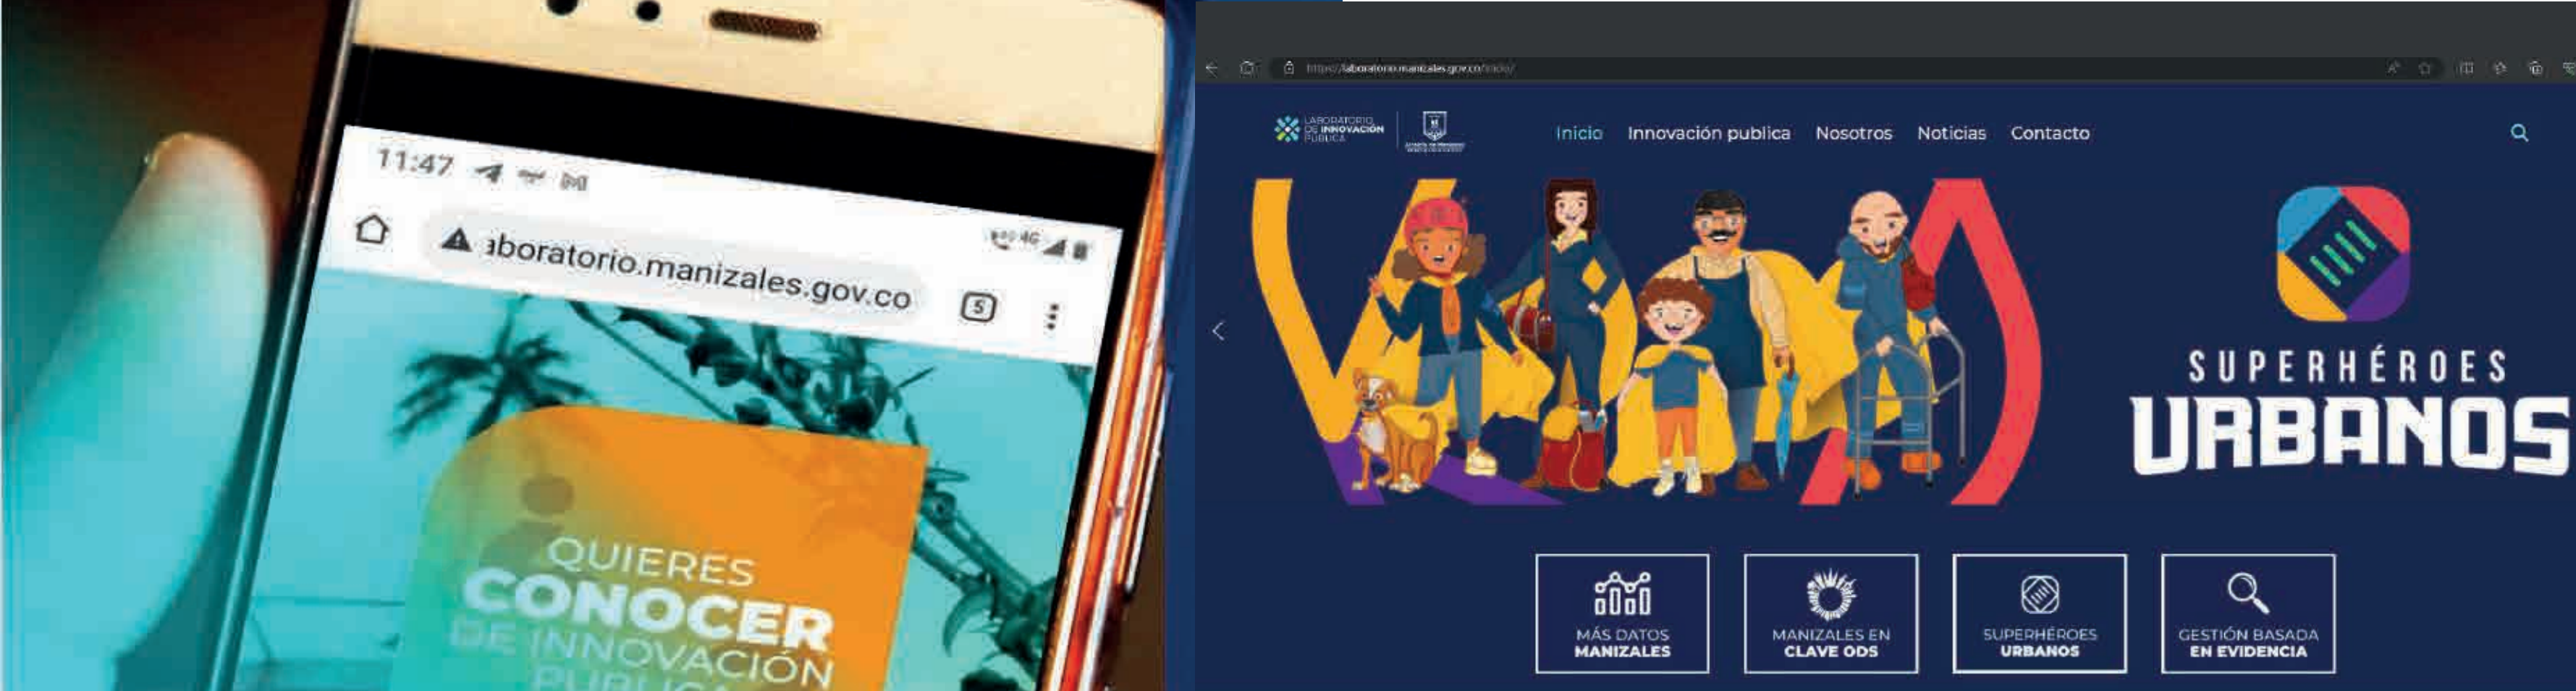 11:47
4G
aboratorio.manizales.gov.co
5
QUIERES
CONOCER
DE INNOVACIÓN
PUBLICA
https://laboratorio.manizales.gov.co/inicio/
LABORATORIO
DE INNOVACIÓN
PÚBLICA
Inicio Innovación publica Nosotros Noticias Contacto
SUPERHÉROES
URBANOS
MÁS DATOS
MANIZALES
MANIZALES EN
CLAVE ODS
SUPERHÉROES
URBANOS
GESTIÓN BASADA
EN EVIDENCIA